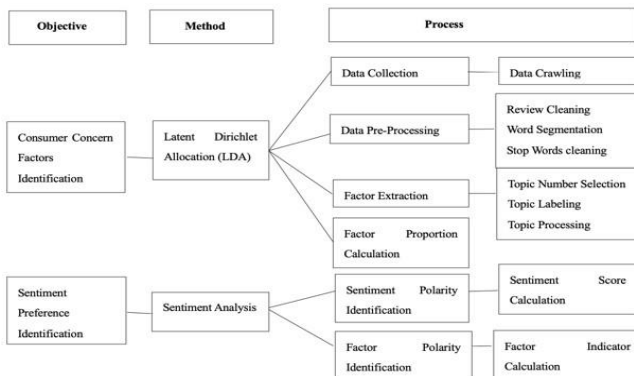 Objective
Method
Process
Data Collection
Data Crawling
Consumer Concern
Factors
Identification
Latent Dirichlet
Allocation (LDA)
Data Pre-Processing
Review Cleaning
Word Segmentation
Stop Words cleaning
Factor Extraction
Topic Number Selection
Topic Labeling
Topic Processing
Factor Proportion
Calculation
Sentiment
Preference
Identification
Sentiment Analysis
Sentiment Polarity
Identification
Sentiment Score
Calculation
Factor Polarity
Identification
Factor Indicator
Calculation